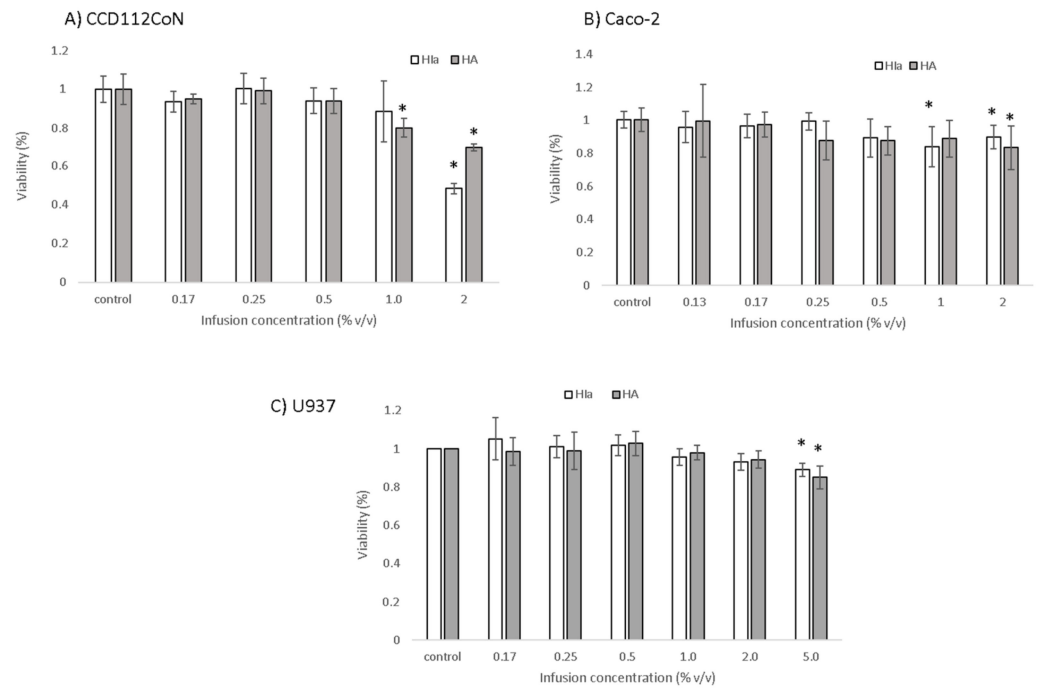 A) CCD112CoN
1.2
1
0.8
0.6
0.4
0.2
0
Viability (%)
HIa HA
* * *
control 0.17 0.25 0.5 1.0 2
Infusion concentration (% v/v)
B) Caco-2
1.4
1.2
1
0.8
0.6
0.4
0.2
0
Viability (%)
HIa HA
* * *
control 0.13 0.17 0.25 0.5 1 2
Infusion concentration (% v/v)
C) U937
1.2
1
0.8
0.6
0.4
0.2
0
Viability (%)
HIa HA
* *
control 0.17 0.25 0.5 1.0 2.0 5.0
Infusion concentration (% v/v)